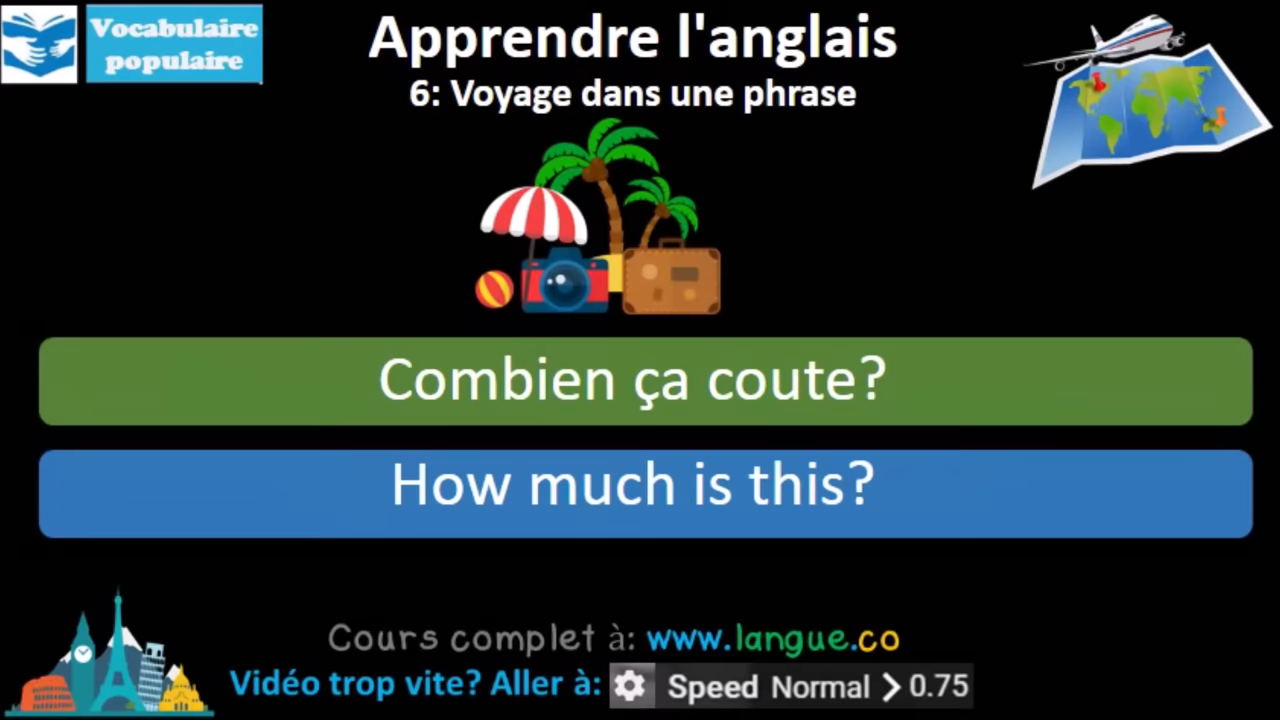 Vocabulaire
populaire
Apprendre l'anglais
6: Voyage dans une phrase
Combien ça coute?
How much is this?
Cours complet à: www.langue.co
Vidéo trop vite? Aller à: Speed Normal > 0.75